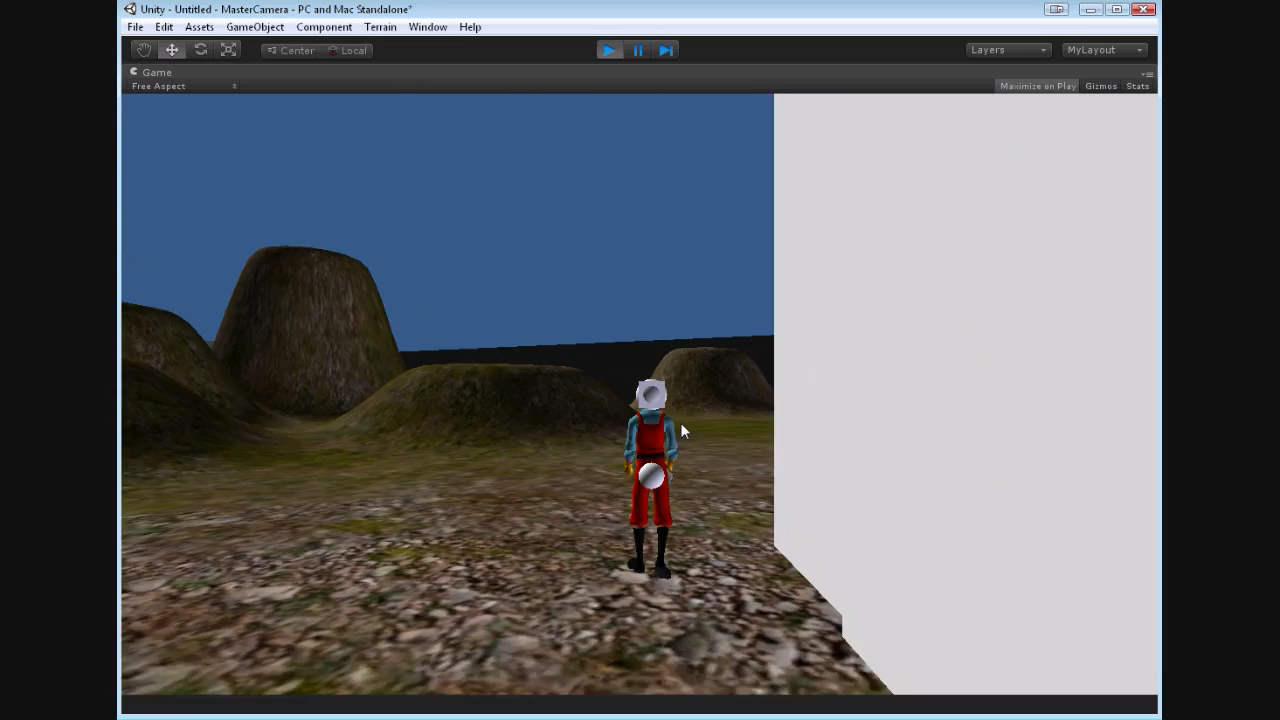 Unity - Untitled - MasterCamera - PC and Mac Standalone*
File Edit Assets GameObject Component Terrain Window Help
Center Local Layers MyLayout
Game
Free Aspect Maximize on Play Gizmos Stats